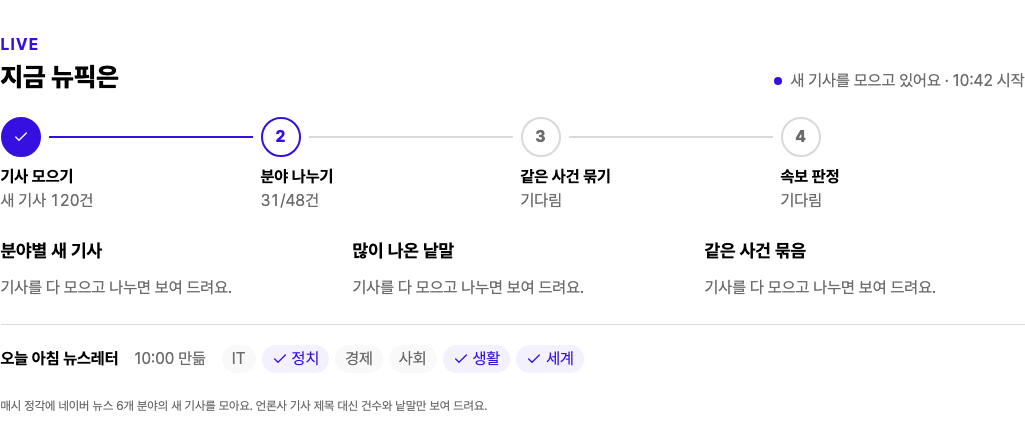 LIVE
지금 뉴픽은
새 기사를 모으고 있어요 · 10:42 시작
2
3
4
기사 모으기
분야 나누기
같은 사건 묶기
속보 판정
새 기사 120건
31/48건
기다림
기다림
분야별 새 기사
많이 나온 낱말
같은 사건 묶음
기사를 다 모으고 나누면 보여 드려요.
기사를 다 모으고 나누면 보여 드려요.
기사를 다 모으고 나누면 보여 드려요.
오늘 아침 뉴스레터 10:00 만듦 IT 정치 경제 사회 생활 세계
매시 정각에 네이버 뉴스 6개 분야의 새 기사를 모아요. 언론사 기사 제목 대신 건수와 낱말만 보여 드려요.